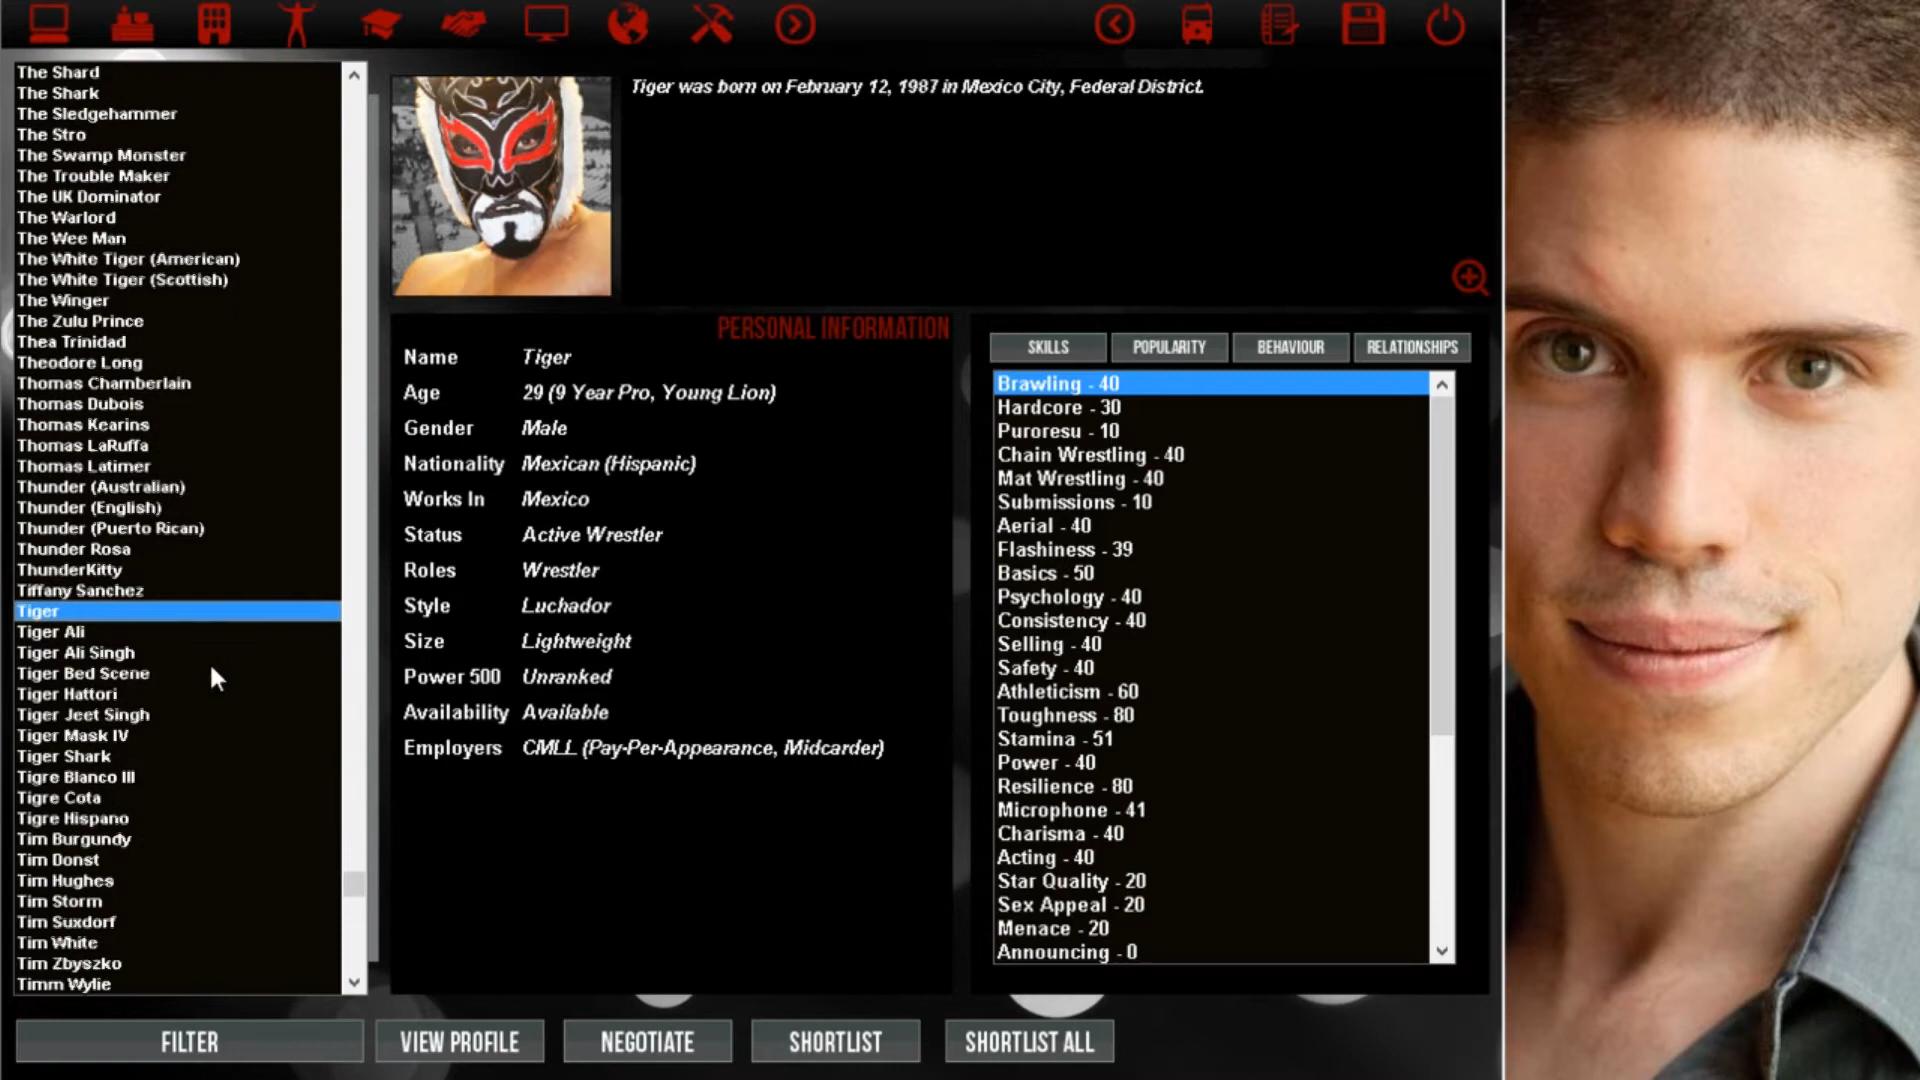 The Shard
The Shark
The Sledgehammer
The Stro
The Swamp Monster
The Trouble Maker
The UK Dominator
The Warlord
The Wee Man
The White Tiger (American)
The White Tiger (Scottish)
The Winger
The Zulu Prince
Thea Trinidad
Theodore Long
Thomas Chamberlain
Thomas Dubois
Thomas Kearins
Thomas LaRuffa
Thomas Latimer
Thunder (Australian)
Thunder (English)
Thunder (Puerto Rican)
Thunder Rosa
ThunderKitty
Tiffany Sanchez
Tiger
Tiger Ali
Tiger Ali Singh
Tiger Bed Scene
Tiger Hattori
Tiger Jeet Singh
Tiger Mask IV
Tiger Shark
Tigre Blanco III
Tigre Cota
Tigre Hispano
Tim Burgundy
Tim Donst
Tim Hughes
Tim Storm
Tim Suxdorf
Tim White
Tim Zbyszko
Timm Wylie
Tiger was born on February 12, 1987 in Mexico City, Federal District.
PERSONAL INFORMATION
Name Tiger
Age 29 (9 Year Pro, Young Lion)
Gender Male
Nationality Mexican (Hispanic)
Works In Mexico
Status Active Wrestler
Roles Wrestler
Style Luchador
Size Lightweight
Power 500 Unranked
Availability Available
Employers CMLL (Pay-Per-Appearance, Midcarder)
SKILLS POPULARITY BEHAVIOUR RELATIONSHIPS
Brawling - 40
Hardcore - 30
Puroresu - 10
Chain Wrestling - 40
Mat Wrestling - 40
Submissions - 10
Aerial - 40
Flashiness - 39
Basics - 50
Psychology - 40
Consistency - 40
Selling - 40
Safety - 40
Athleticism - 60
Toughness - 80
Stamina - 51
Power - 40
Resilience - 80
Microphone - 41
Charisma - 40
Acting - 40
Star Quality - 20
Sex Appeal - 20
Menace - 20
Announcing - 0
FILTER VIEW PROFILE NEGOTIATE SHORTLIST SHORTLIST ALL